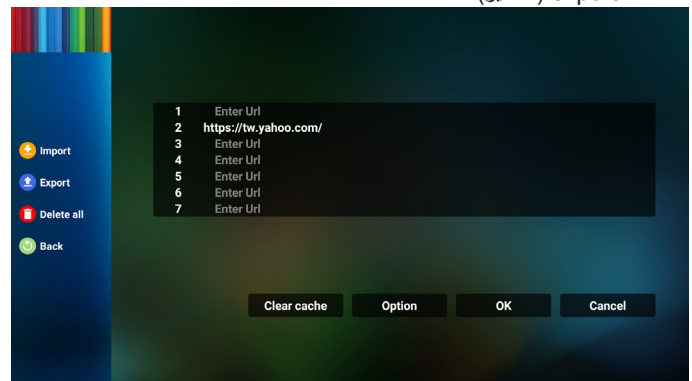 Import
Export
Delete all
Back
1 Enter Url
2 https://tw.yahoo.com/
3 Enter Url
4 Enter Url
5 Enter Url
6 Enter Url
7 Enter Url
Clear cache Option OK Cancel